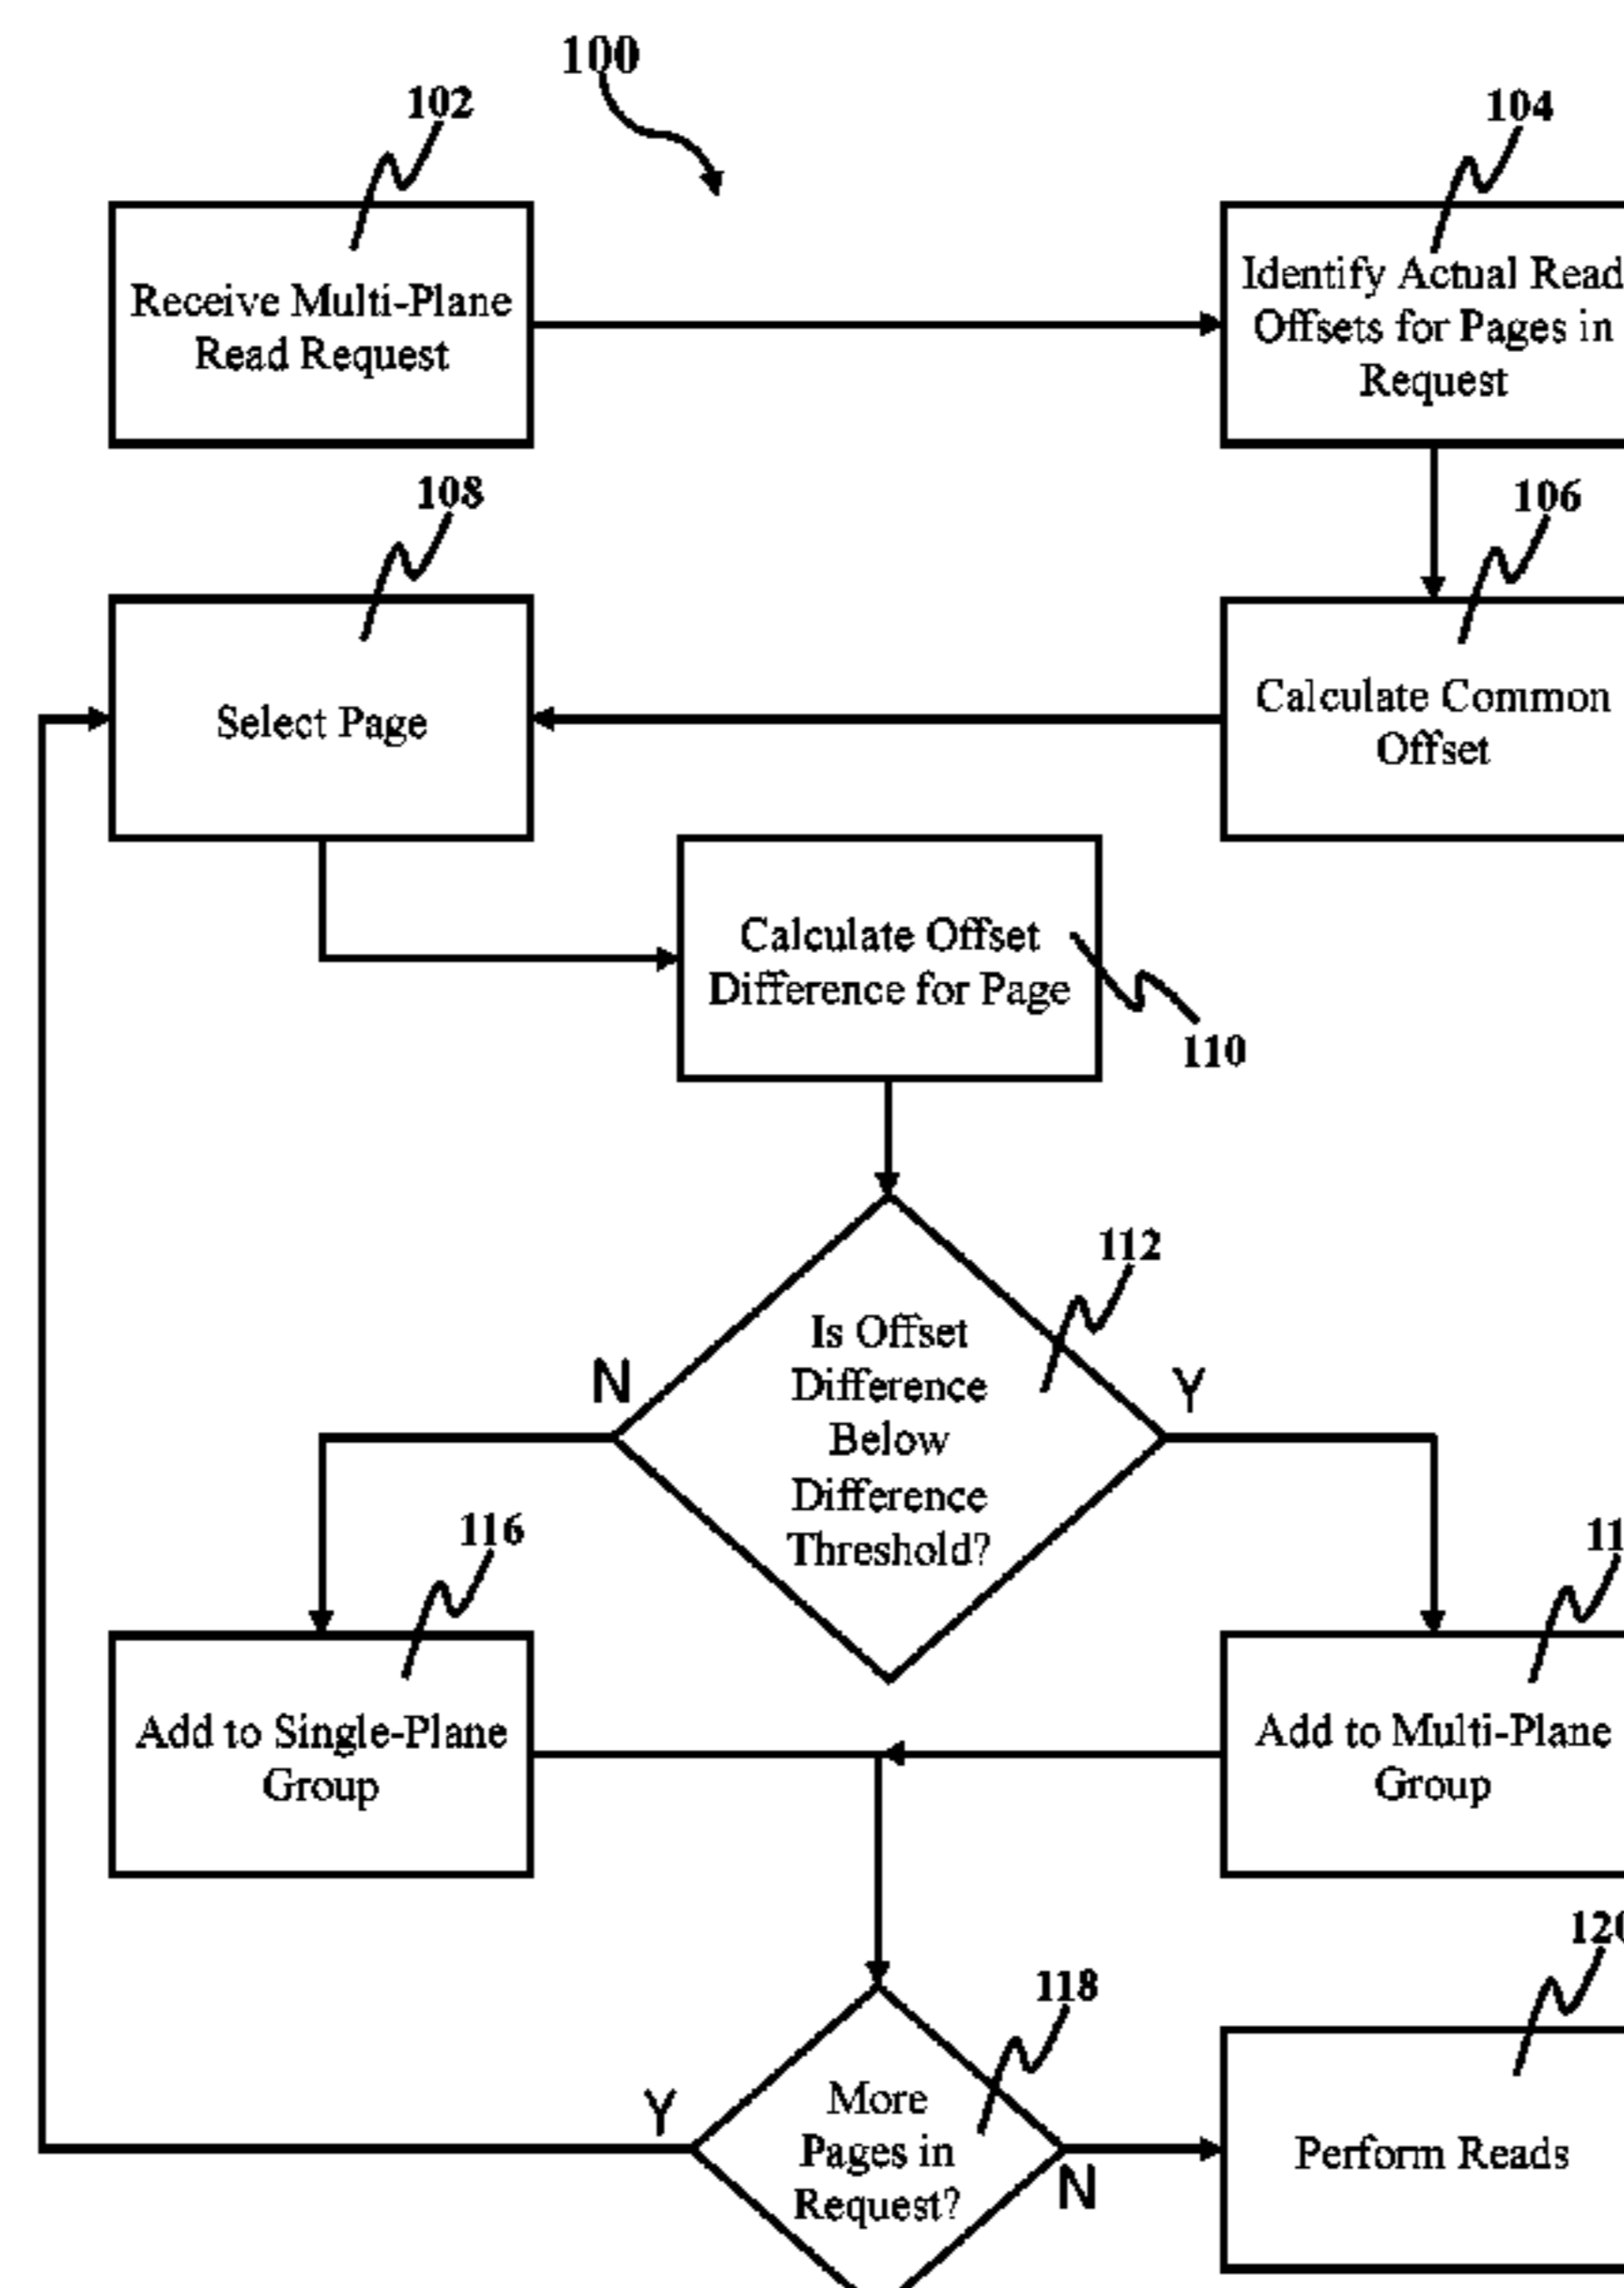 100
102
104
Receive Multi-Plane
Read Request
Identify Actual Read
Offsets for Pages in
Request
108
106
Select Page
Calculate Common
Offset
Calculate Offset
Difference for Page
110
112
Is Offset
Difference
Below
Difference
Threshold?
N
Y
116
11
Add to Single-Plane
Group
Add to Multi-Plane
Group
120
118
More
Pages in
Request?
Y
N
Perform Reads